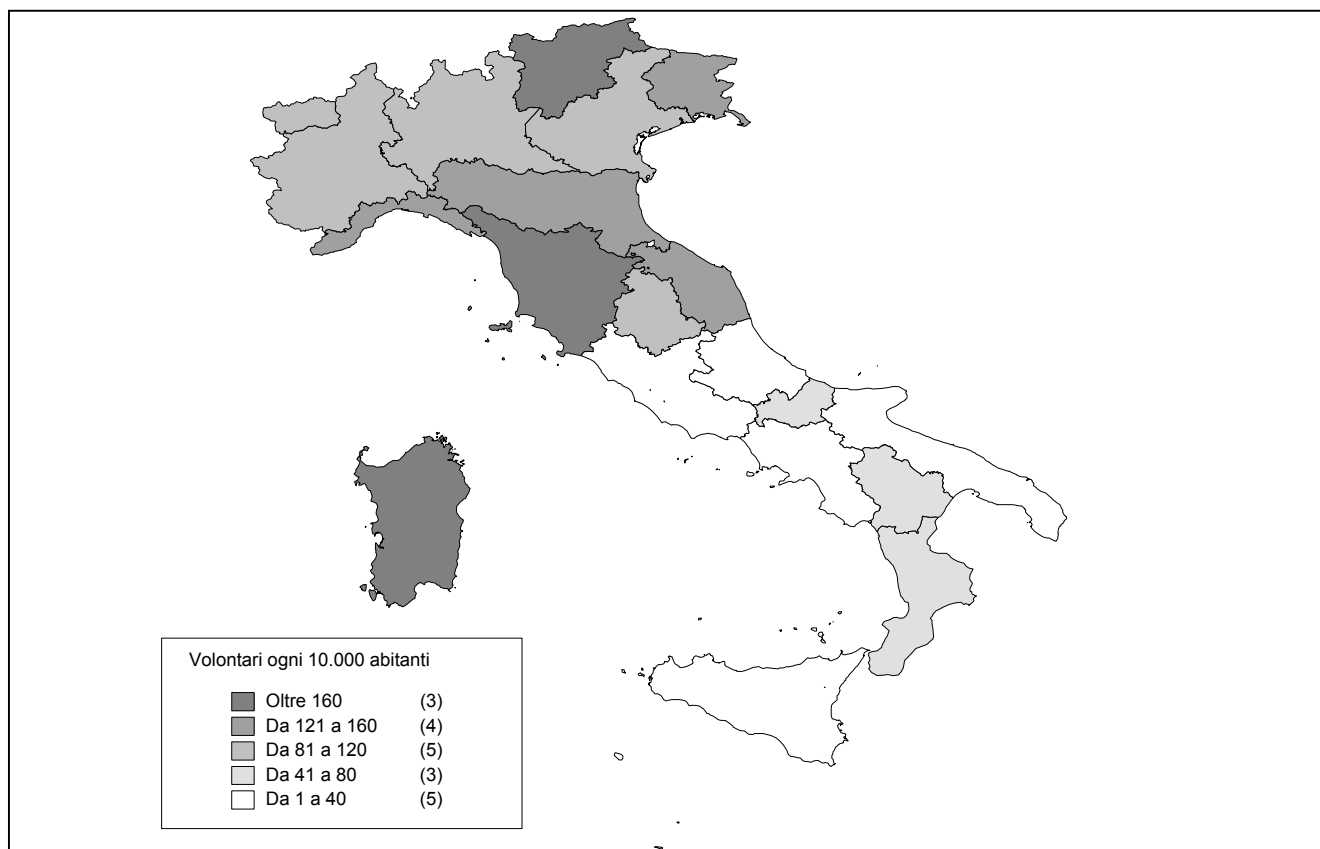 Volontari ogni 10.000 abitanti
Oltre 160 (3)
Da 121 a 160 (4)
Da 81 a 120 (5)
Da 41 a 80 (3)
Da 1 a 40 (5)